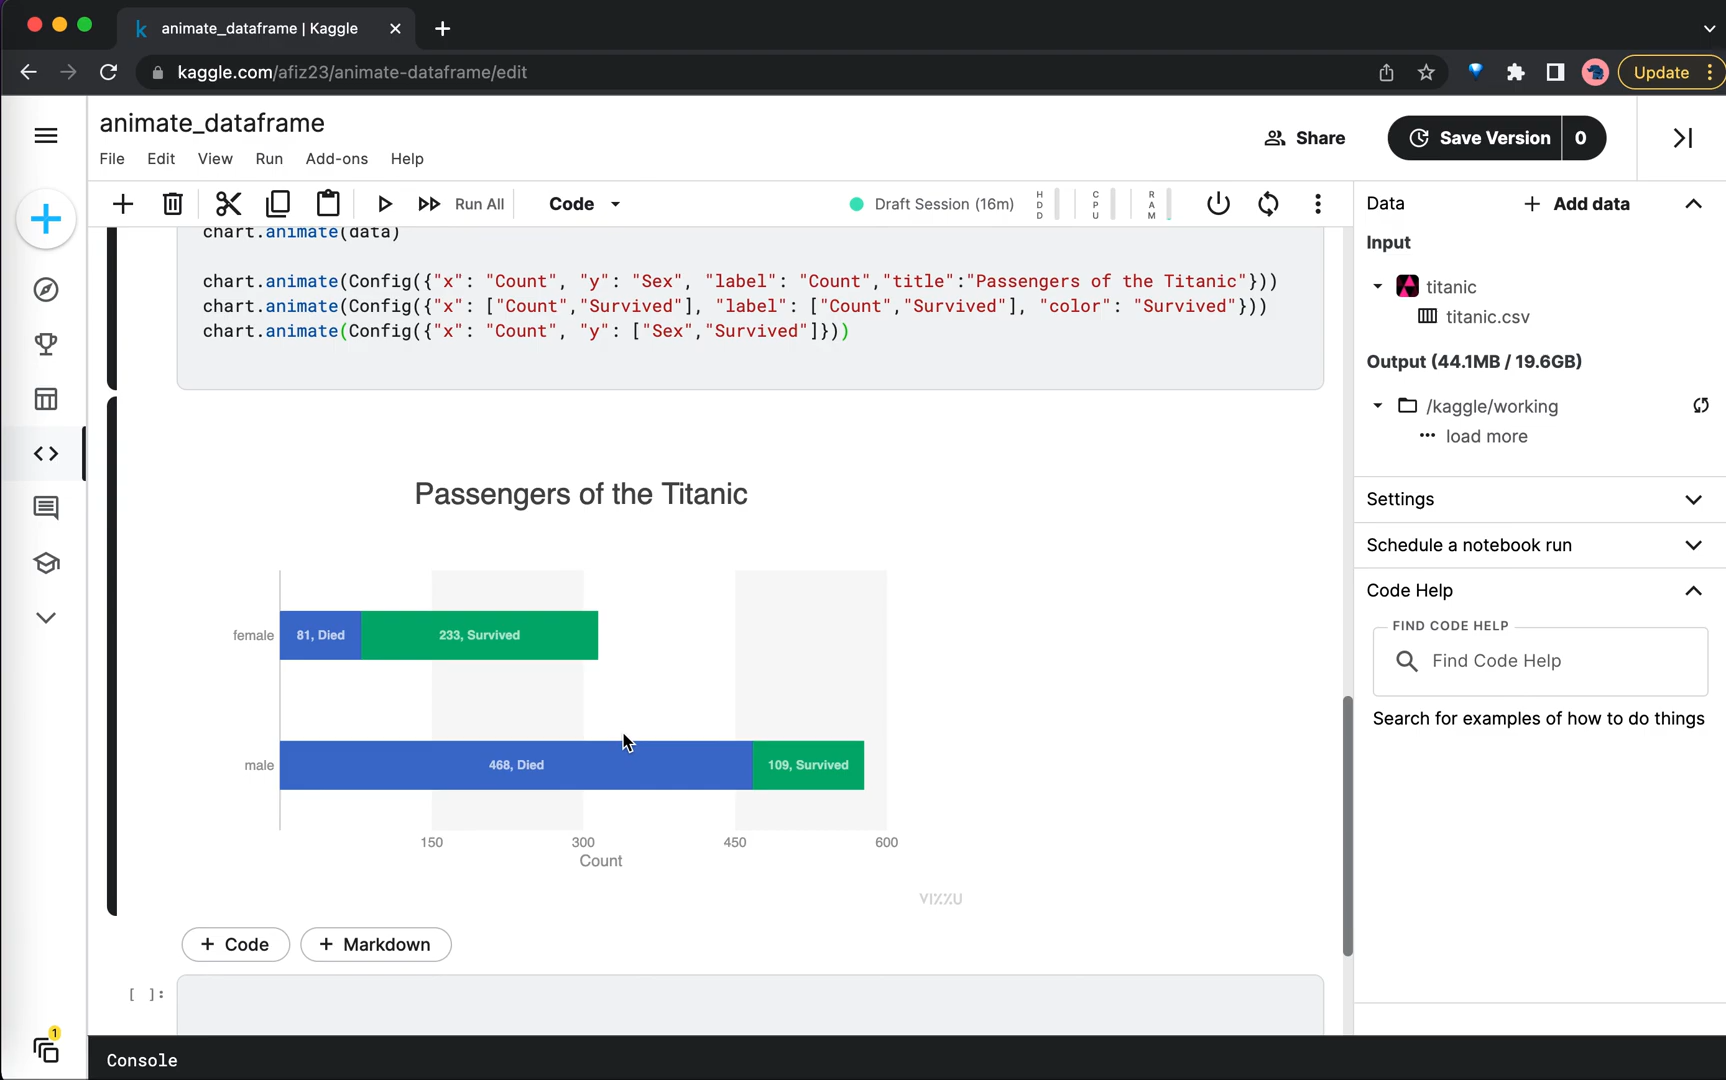 animate_dataframe | Kaggle
kaggle.com/afiz23/animate-dataframe/edit
Update
animate_dataframe
File Edit View Run Add-ons Help
Share
Save Version 0
Run All
Code
Draft Session (16m)
HDD
CPU
RAM
chart.animate(data)
chart.animate(Config({"x": "Count", "y": "Sex", "label": "Count","title":"Passengers of the Titanic"}))
chart.animate(Config({"x": ["Count","Survived"], "label": ["Count","Survived"], "color": "Survived"}))
chart.animate(Config({"x": "Count", "y": ["Sex","Survived"]}))
Passengers of the Titanic
female
81, Died
233, Survived
male
468, Died
109, Survived
150 300 450 600
Count
VIZZU
+ Code
+ Markdown
[ ]:
Console
1
Data
+ Add data
Input
titanic
titanic.csv
Output (44.1MB / 19.6GB)
/kaggle/working
load more
Settings
Schedule a notebook run
Code Help
FIND CODE HELP
Find Code Help
Search for examples of how to do things